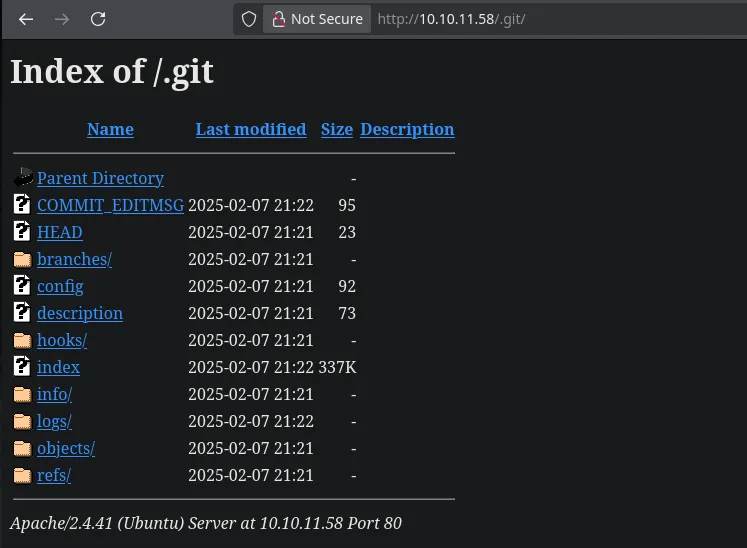 Not Secure http://10.10.11.58/.git/
Index of /.git
Name Last modified Size Description
Parent Directory -
COMMIT_EDITMSG 2025-02-07 21:22 95
HEAD 2025-02-07 21:21 23
branches/ 2025-02-07 21:21 -
config 2025-02-07 21:21 92
description 2025-02-07 21:21 73
hooks/ 2025-02-07 21:21 -
index 2025-02-07 21:22 337K
info/ 2025-02-07 21:21 -
logs/ 2025-02-07 21:22 -
objects/ 2025-02-07 21:21 -
refs/ 2025-02-07 21:21 -
Apache/2.4.41 (Ubuntu) Server at 10.10.11.58 Port 80